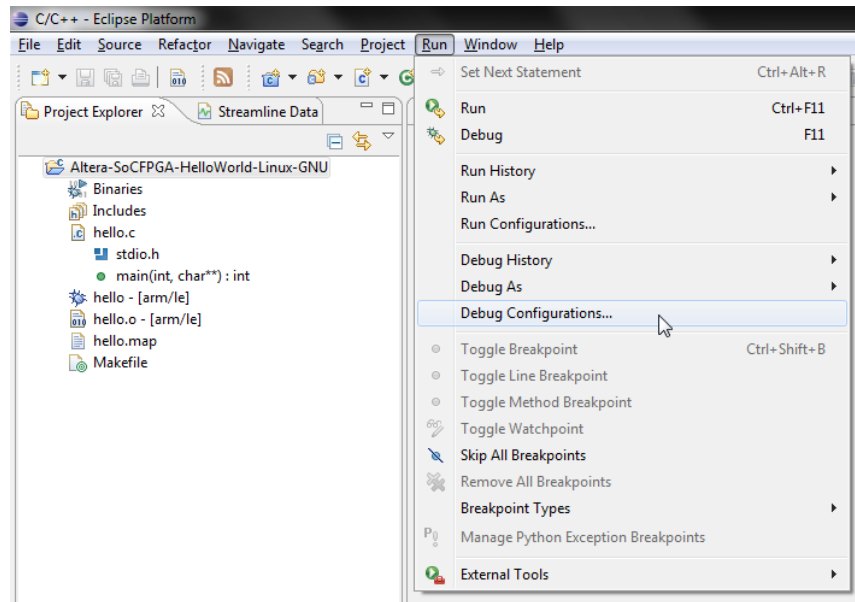 C/C++ - Eclipse Platform
File Edit Source Refactor Navigate Search Project Run Window Help
Project Explorer Streamline Data
Altera-SoCFPGA-HelloWorld-Linux-GNU
Binaries
Includes
hello.c
stdio.h
main(int, char**) : int
hello - [arm/le]
hello.o - [arm/le]
hello.map
Makefile
Set Next Statement Ctrl+Alt+R
Run Ctrl+F11
Debug F11
Run History
Run As
Run Configurations...
Debug History
Debug As
Debug Configurations...
Toggle Breakpoint Ctrl+Shift+B
Toggle Line Breakpoint
Toggle Method Breakpoint
Toggle Watchpoint
Skip All Breakpoints
Remove All Breakpoints
Breakpoint Types
Manage Python Exception Breakpoints
External Tools